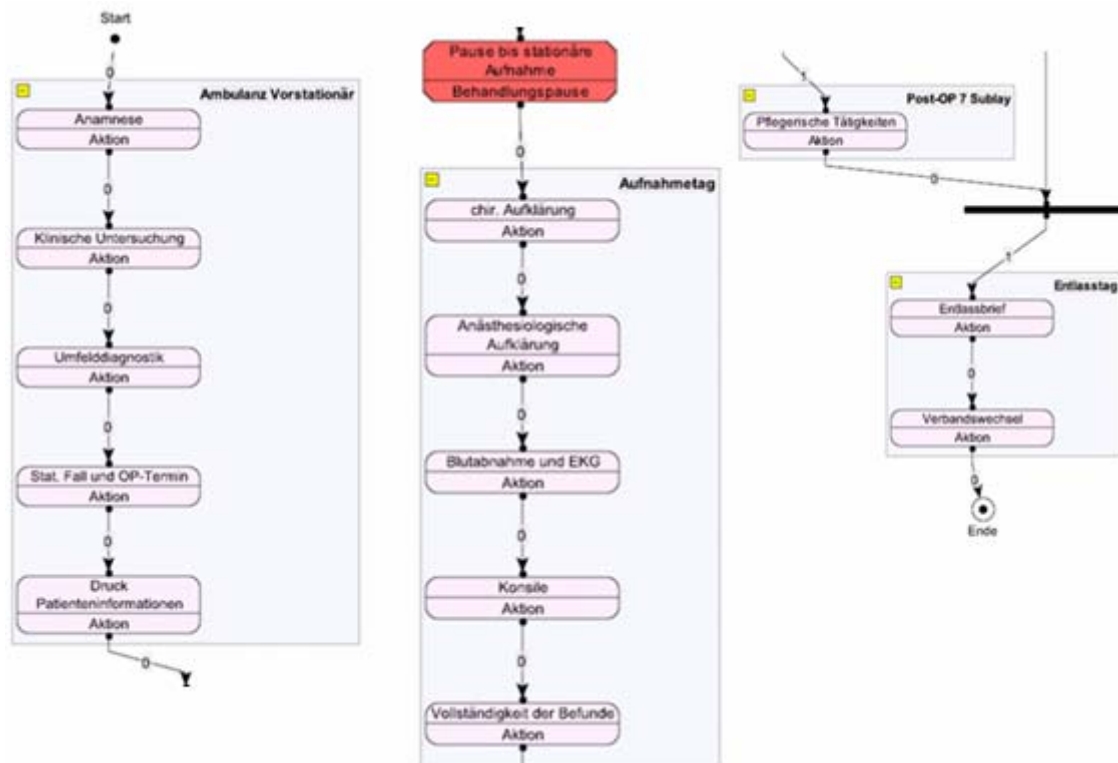 Start
0
Ambulanz Vorstationär
Anamnese
Aktion
0
Klinische Untersuchung
Aktion
0
Umfelddiagnostik
Aktion
0
Stat. Fall und OP-Termin
Aktion
0
Druck
Patienteninformationen
Aktion
0
Pause bis stationäre
Aufnahme
Behandlungspause
0
Aufnahmetag
chir. Aufklärung
Aktion
0
Anästhesiologische
Aufklärung
Aktion
0
Blutabnahme und EKG
Aktion
0
Konsile
Aktion
0
Vollständigkeit der Befunde
Aktion
1
Post-OP 7 Sublay
Pflegerische Tätigkeiten
Aktion
0
1
Entlasstag
Entlassbrief
Aktion
0
Verbandswechsel
Aktion
0
Ende